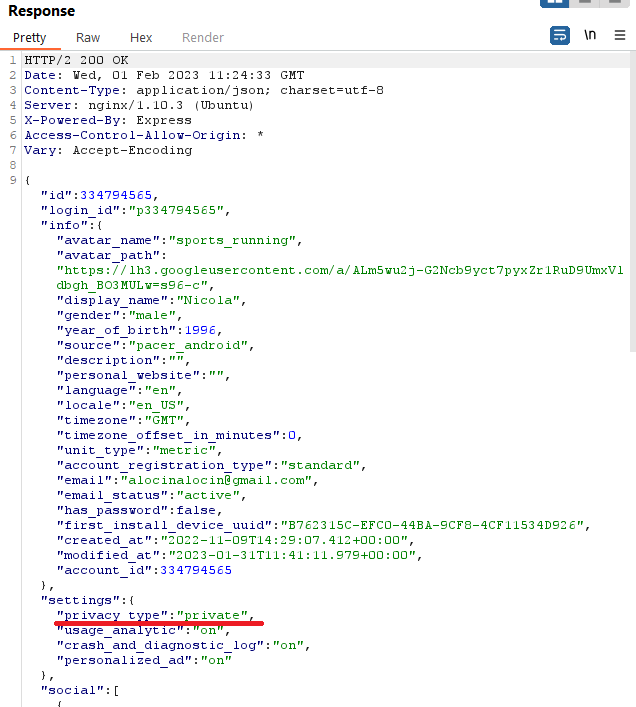 Response
Pretty Raw Hex Render \n
1 HTTP/2 200 OK
2 Date: Wed, 01 Feb 2023 11:24:33 GMT
3 Content-Type: application/json; charset=utf-8
4 Server: nginx/1.10.3 (Ubuntu)
5 X-Powered-By: Express
6 Access-Control-Allow-Origin: *
7 Vary: Accept-Encoding
8
9 {
"id":334794565,
"login_id":"p334794565",
"info":{
"avatar_name":"sports_running",
"avatar_path":
"https://lh3.googleusercontent.com/a/ALm5wu2j-G2Ncb9yct7pyxZr1RuD9UmxVl
dbgh_BO3MULw=s96-c",
"display_name":"Nicola",
"gender":"male",
"year_of_birth":1996,
"source":"pacer_android",
"description":"",
"personal_website":"",
"language":"en",
"locale":"en_US",
"timezone":"GMT",
"timezone_offset_in_minutes":0,
"unit_type":"metric",
"account_registration_type":"standard",
"email":"alocinalocin@gmail.com",
"email_status":"active",
"has_password":false,
"first_install_device_uuid":"B762315C-EFC0-44BA-9CF8-4CF11534D926",
"created_at":"2022-11-09T14:29:07.412+00:00",
"modified_at":"2023-01-31T11:41:11.979+00:00",
"account_id":334794565
},
"settings":{
"privacy_type":"private",
"usage_analytic":"on",
"crash_and_diagnostic_log":"on",
"personalized_ad":"on"
},
"social":[
{